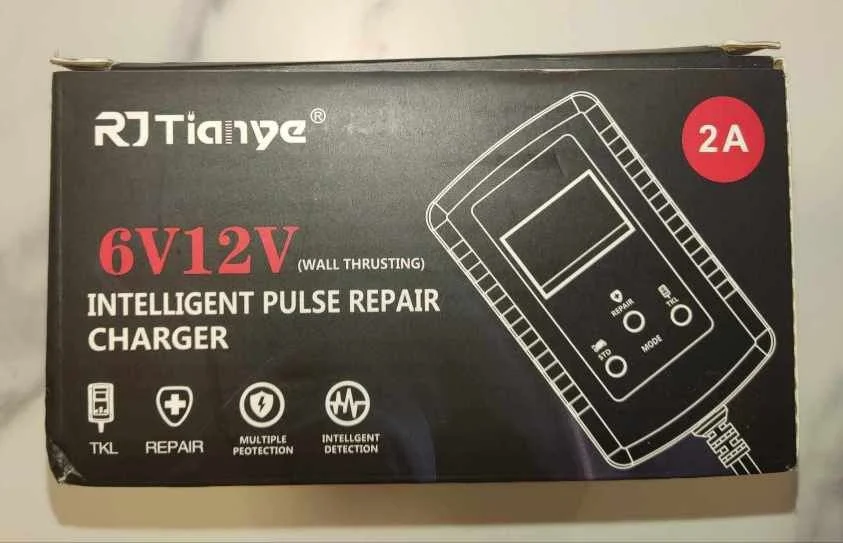 RJTianye®
2A
6V12V (WALL THRUSTING)
INTELLIGENT PULSE REPAIR
CHARGER
REPAIR
TKL
STD
MODE
TKL
REPAIR
MULTIPLE
PEOTECTION
INTELLGENT
DETECTION